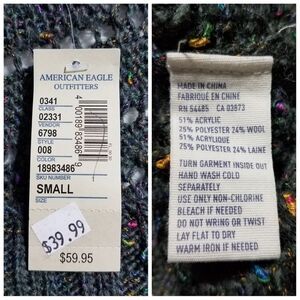 AMERICAN EAGLE
OUTFITTERS
0341
CLASS
02331
VENDOR
6798
STYLE
008
COLOR
18983486
SKU NUMBER
SMALL
SIZE
$39.99
$59.95
MADE IN CHINA
FABRIQUÉ EN CHINE
RN 54485 CA 03673
51% ACRYLIC
25% POLYESTER 24% WOOL
51% ACRYLIQUE
25% POLYESTER 24% LAINE
TURN GARMENT INSIDE OUT
HAND WASH COLD
SEPARATELY
USE ONLY NON-CHLORINE
BLEACH IF NEEDED
DO NOT WRING OR TWIST
LAY FLAT TO DRY
WARM IRON IF NEEDED